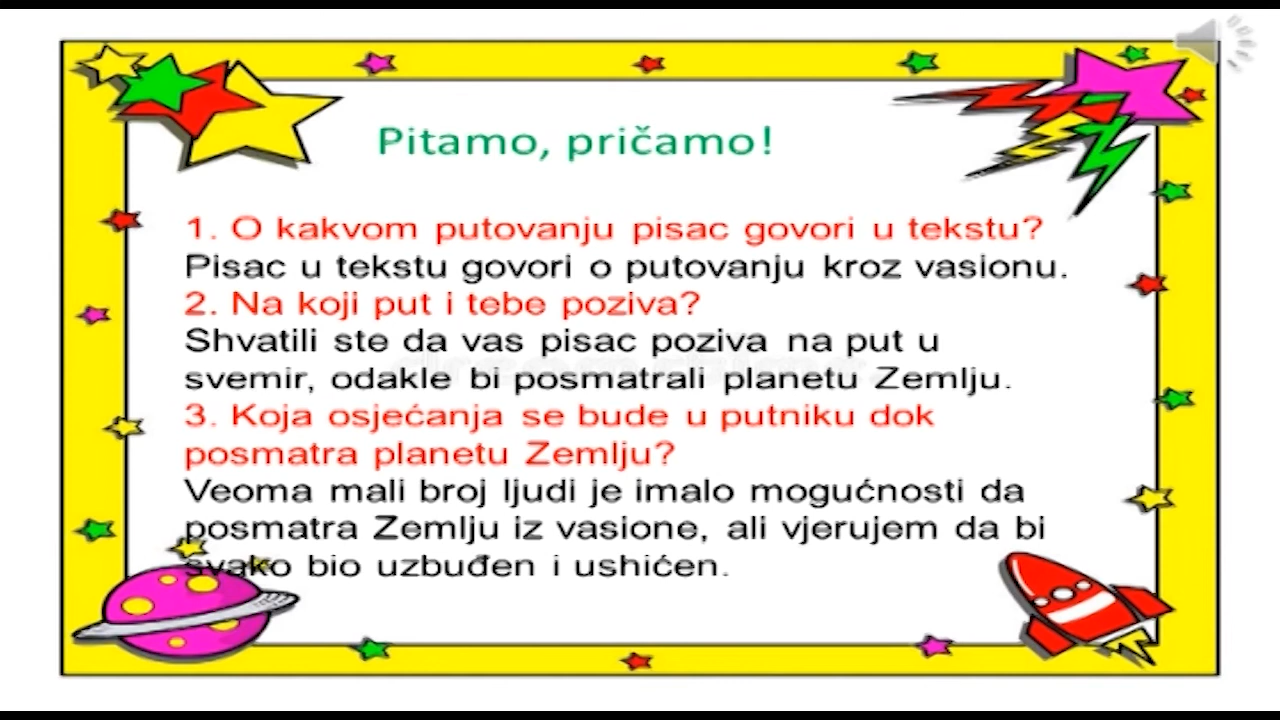 Pitamo, pričamo!
1. O kakvom putovanju pisac govori u tekstu?
Pisac u tekstu govori o putovanju kroz vasionu.
2. Na koji put i tebe poziva?
Shvatili ste da vas pisac poziva na put u
svemir, odakle bi posmatrali planetu Zemlju.
3. Koja osjećanja se bude u putniku dok
posmatra planetu Zemlju?
Veoma mali broj ljudi je imalo mogućnosti da
posmatra Zemlju iz vasione, ali vjerujem da bi
svako bio uzbuđen i ushićen.